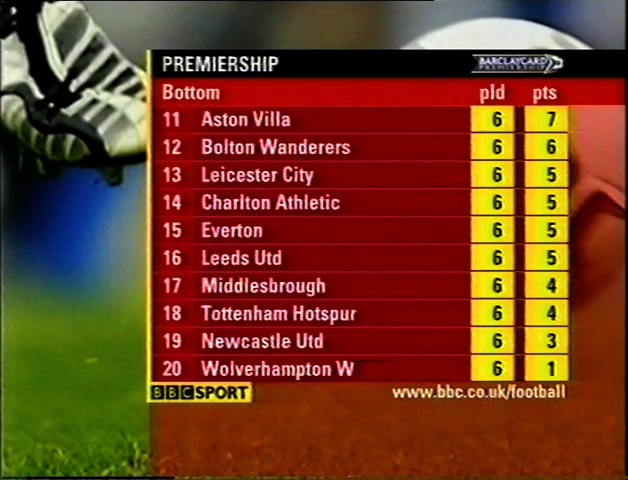 PREMIERSHIP BARCLAYCARD PREMIERSHIP
Bottom pld pts
11 Aston Villa 6 7
12 Bolton Wanderers 6 6
13 Leicester City 6 5
14 Charlton Athletic 6 5
15 Everton 6 5
16 Leeds Utd 6 5
17 Middlesbrough 6 4
18 Tottenham Hotspur 6 4
19 Newcastle Utd 6 3
20 Wolverhampton W 6 1
BBC SPORT www.bbc.co.uk/football